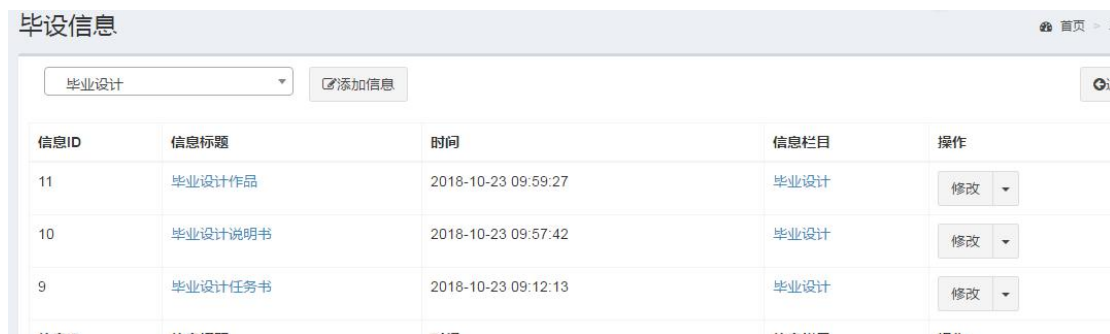 毕设信息
首页 >
毕业设计 添加信息
信息ID 信息标题 时间 信息栏目 操作
11 毕业设计作品 2018-10-23 09:59:27 毕业设计 修改
10 毕业设计说明书 2018-10-23 09:57:42 毕业设计 修改
9 毕业设计任务书 2018-10-23 09:12:13 毕业设计 修改